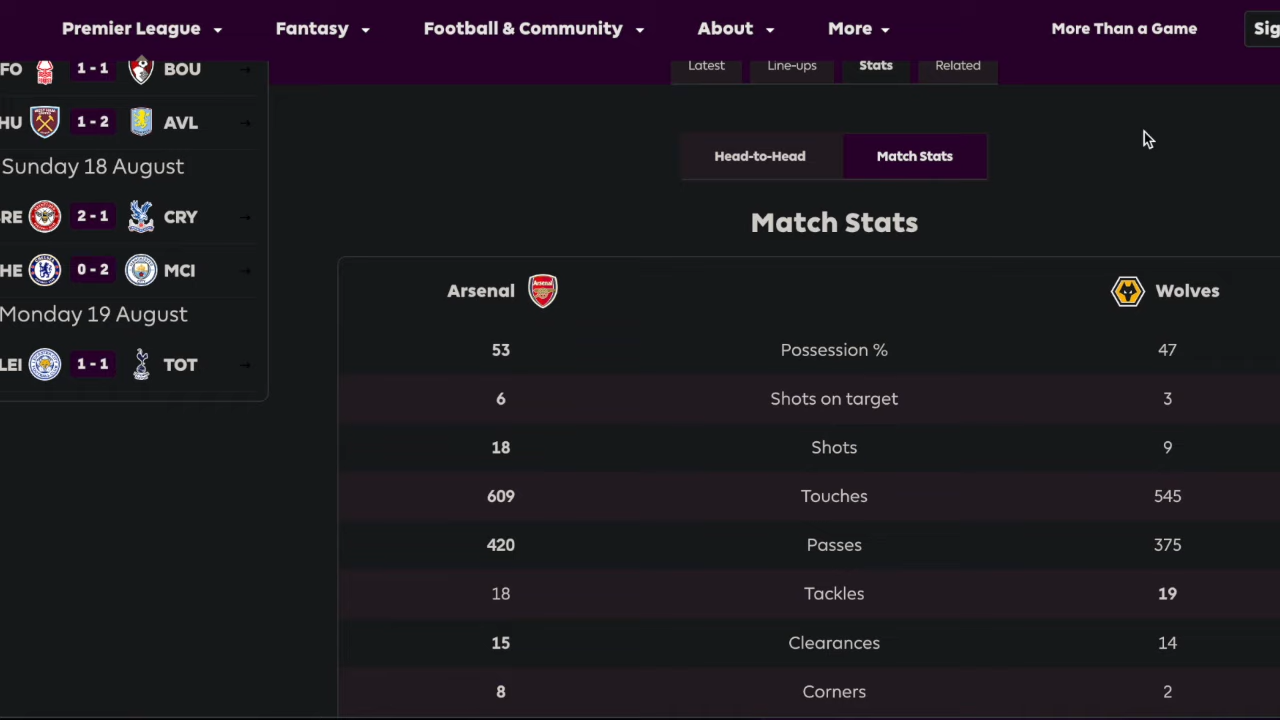 Premier League Fantasy Football & Community About More More Than a Game Sig
Latest Line-ups Stats Related
FO 1 - 1 BOU
HU 1 - 2 AVL
Sunday 18 August
RE 2 - 1 CRY
HE 0 - 2 MCI
Monday 19 August
LEI 1 - 1 TOT
Head-to-Head Match Stats
Match Stats
Arsenal Wolves
53 Possession % 47
6 Shots on target 3
18 Shots 9
609 Touches 545
420 Passes 375
18 Tackles 19
15 Clearances 14
8 Corners 2